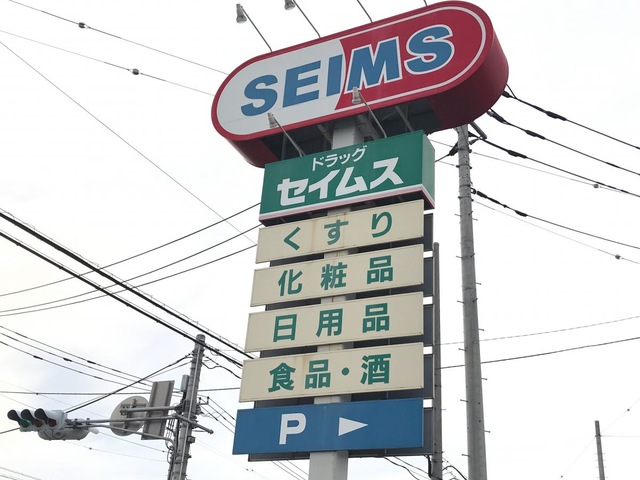 SEIMS
ドラッグ
セイムス
くすり
化粧品
日用品
食品・酒
P ▶